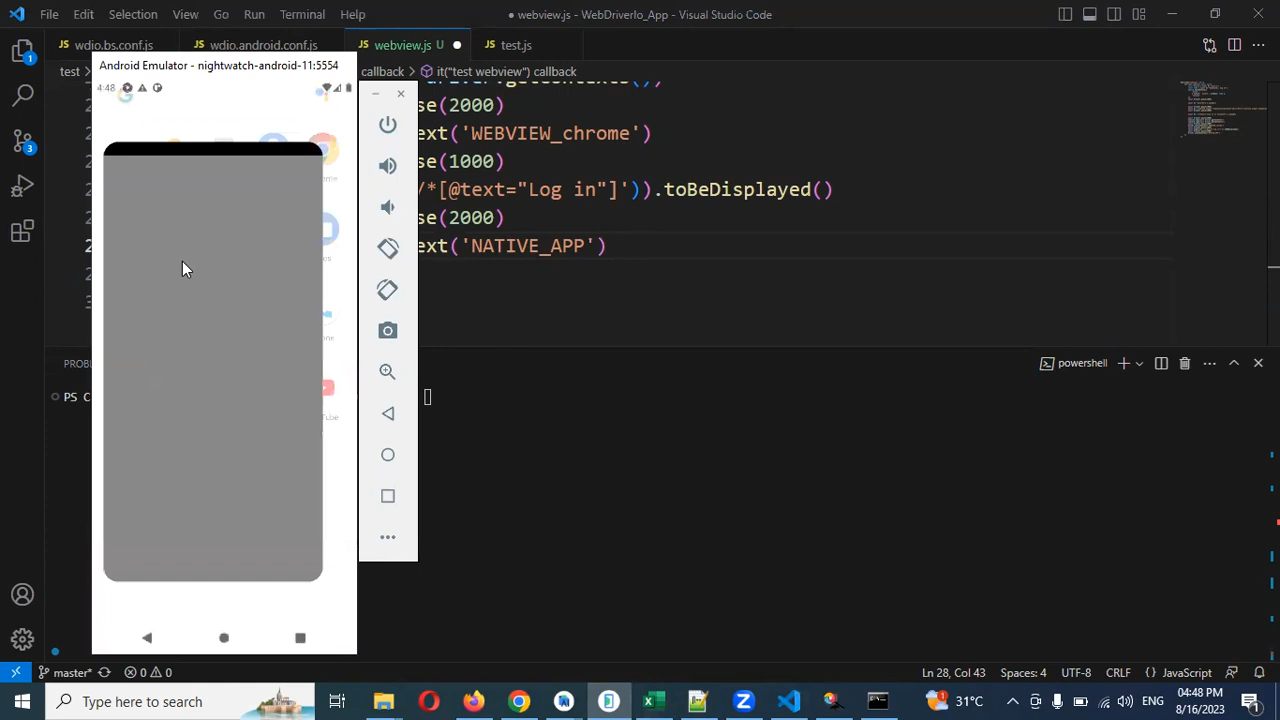 File Edit
Terminal Help
webview.js - WebDriverIo_App - Visual Studio Code
wdio.bs.conf.js
wdio.android.conf.js
webview.js U
test.js
Android Emulator - nightwatch-android-11:5554
test
callback
it("test webview") callback
4:48
se(2000)
ext('WEBVIEW_chrome')
se(1000)
/*[@text="Log in"]')).toBeDisplayed()
se(2000)
ext('NATIVE_APP')
PROBL
powershell
PS C
master*
0
0
Ln 28, Col 43
Spaces: 4
UTF-8
CRLF
{ } JavaScript
Type here to search
31°C
ENG
04:48 PM
8/16/2023
1
1
3